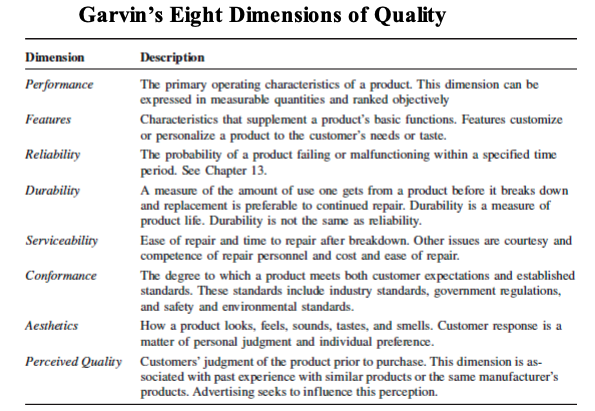 Garvin's Eight Dimensions of Quality
Dimension Description
Performance The primary operating characteristics of a product. This dimension can be
expressed in measurable quantities and ranked objectively
Features Characteristics that supplement a product's basic functions. Features customize
or personalize a product to the customer's needs or taste.
Reliability The probability of a product failing or malfunctioning within a specified time
period. See Chapter 13.
Durability A measure of the amount of use one gets from a product before it breaks down
and replacement is preferable to continued repair. Durability is a measure of
product life. Durability is not the same as reliability.
Serviceability Ease of repair and time to repair after breakdown. Other issues are courtesy and
competence of repair personnel and cost and ease of repair.
Conformance The degree to which a product meets both customer expectations and established
standards. These standards include industry standards, government regulations,
and safety and environmental standards.
Aesthetics How a product looks, feels, sounds, tastes, and smells. Customer response is a
matter of personal judgment and individual preference.
Perceived Quality Customers' judgment of the product prior to purchase. This dimension is as-
sociated with past experience with similar products or the same manufacturer's
products. Advertising seeks to influence this perception.